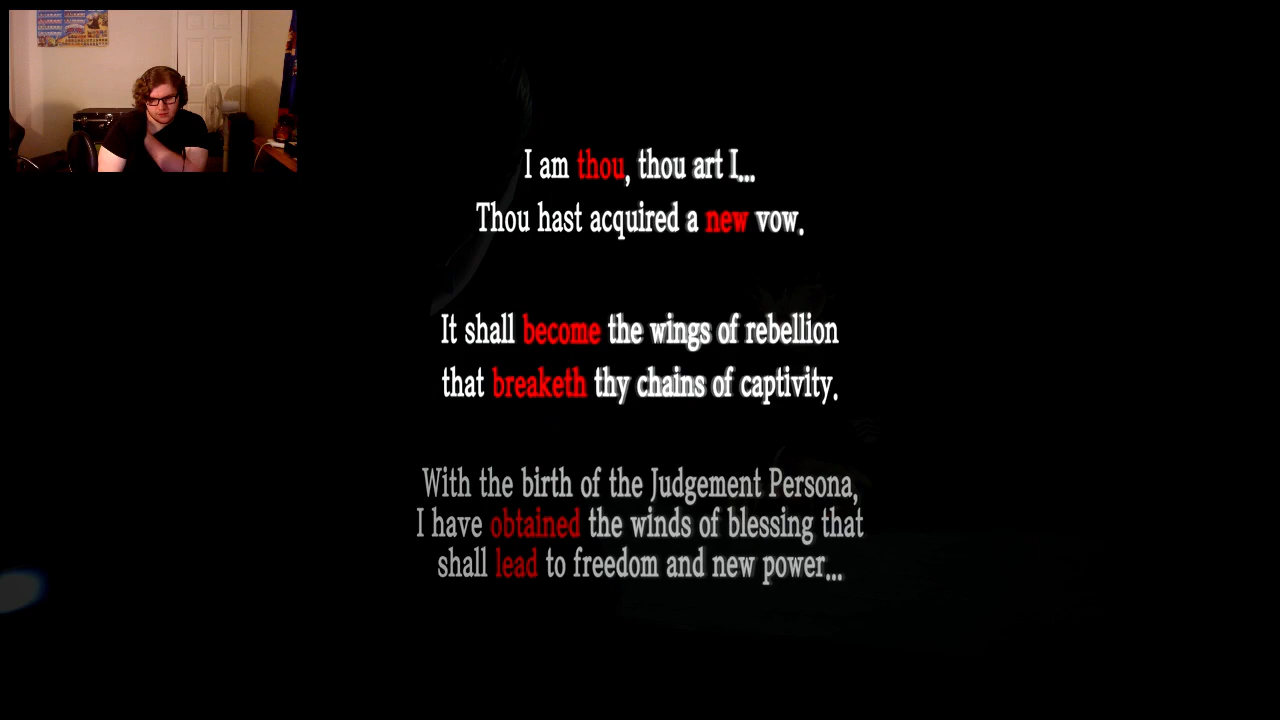 I am thou, thou art I...
Thou hast acquired a new vow.
It shall become the wings of rebellion
that breaketh thy chains of captivity.
With the birth of the Judgement Persona,
I have obtained the winds of blessing that
shall lead to freedom and new power...